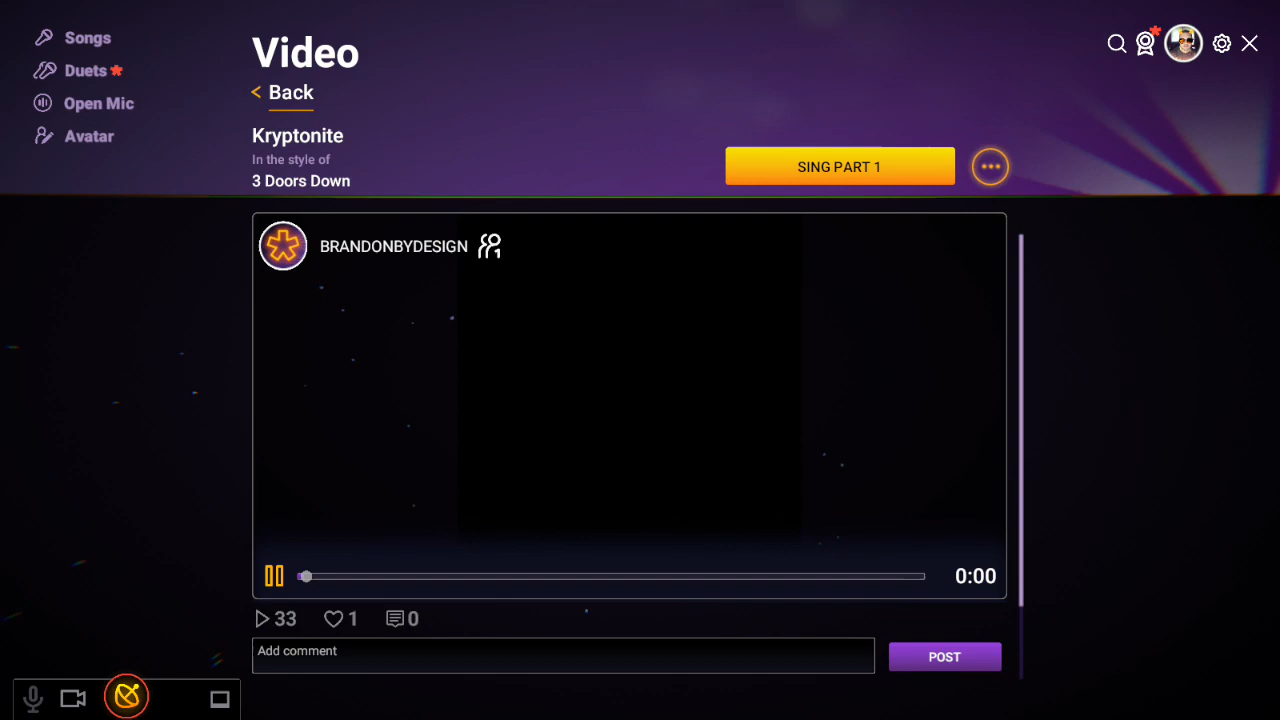 Songs
Duets
Open Mic
Avatar
Video
< Back
Kryptonite
In the style of
3 Doors Down
SING PART 1
BRANDONBYDESIGN
0:00
33
1
0
Add comment
POST